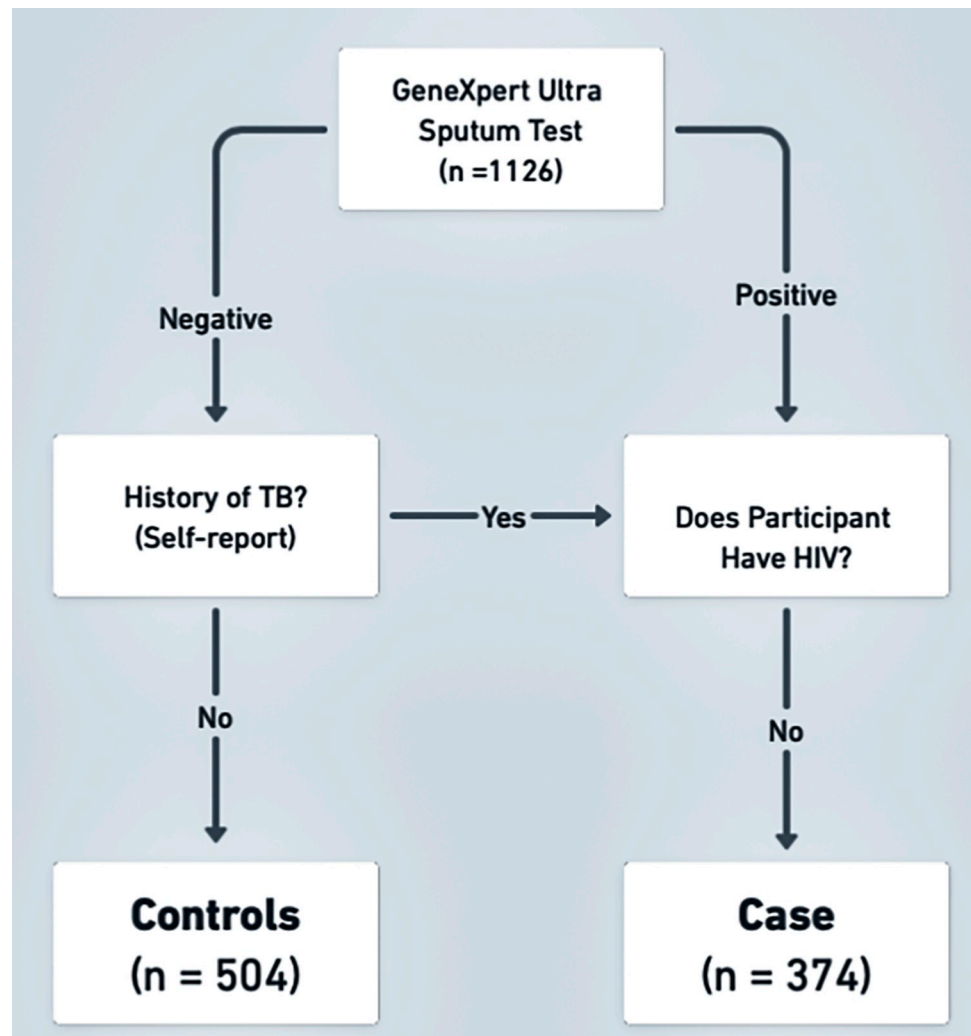 GeneXpert Ultra
Sputum Test
(n =1126)
Negative
Positive
History of TB?
(Self-report)
Yes
Does Participant
Have HIV?
No
No
Controls
(n = 504)
Case
(n = 374)